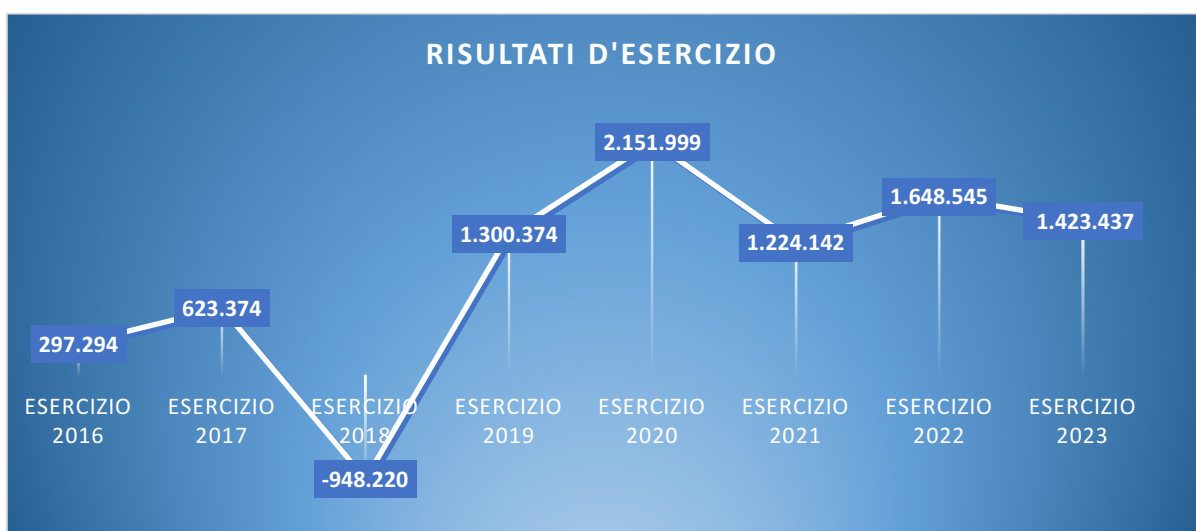 RISULTATI D'ESERCIZIO
2.151.999
1.648.545
1.423.437
1.300.374
1.224.142
623.374
297.294
ESERCIZIO 2016
ESERCIZIO 2017
ESERCIZIO 2018
ESERCIZIO 2019
ESERCIZIO 2020
ESERCIZIO 2021
ESERCIZIO 2022
ESERCIZIO 2023
-948.220